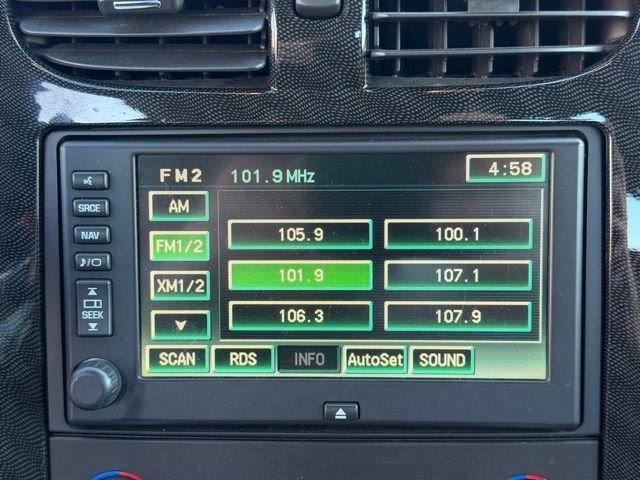 FM2 101.9 MHz 4:58
SRCE
NAV
SEEK
AM
FM1/2
XM1/2
105.9 100.1
101.9 107.1
106.3 107.9
SCAN RDS INFO AutoSet SOUND